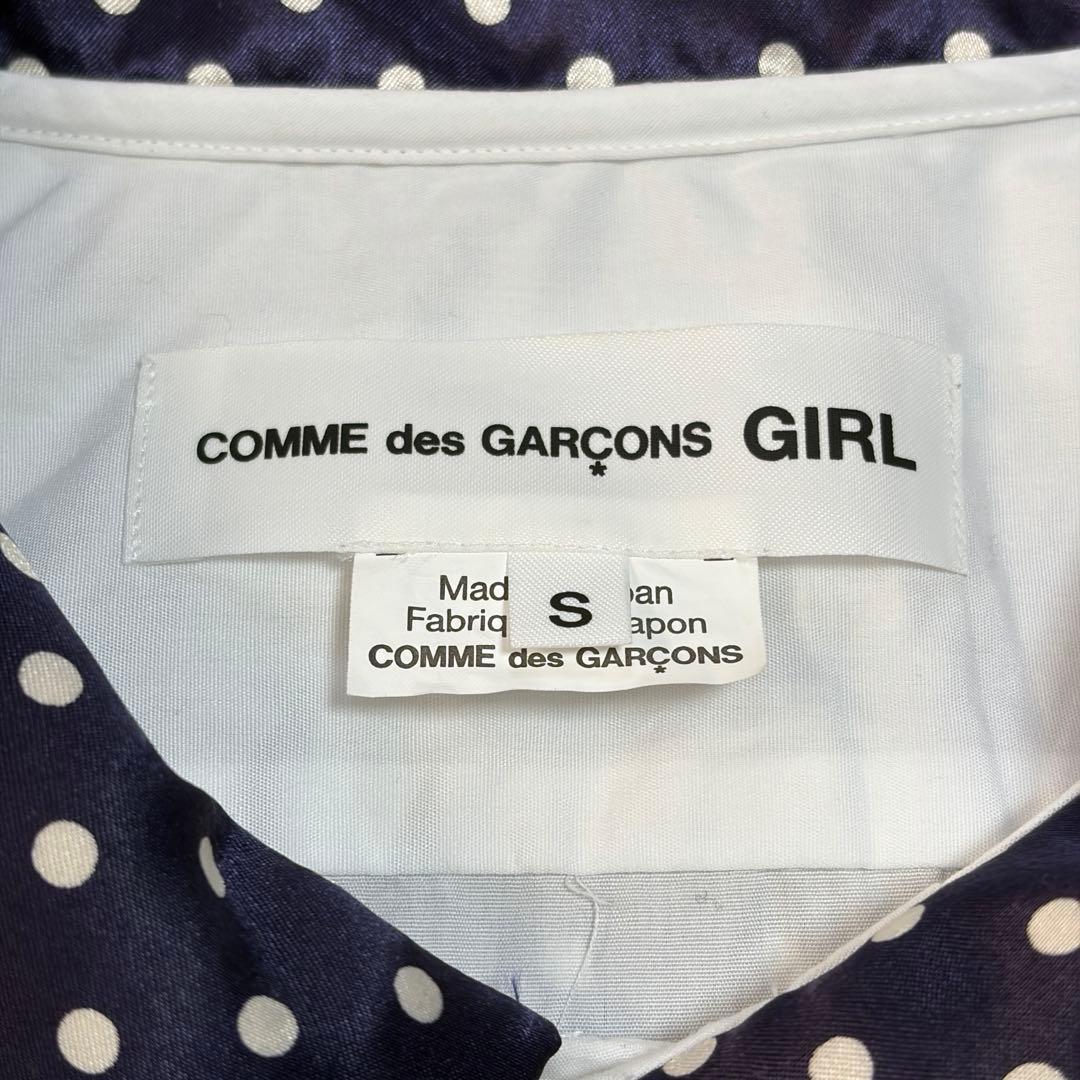 COMME des GARÇONS GIRL
Mad pan
S
Fabriq apon
COMME des GARÇONS